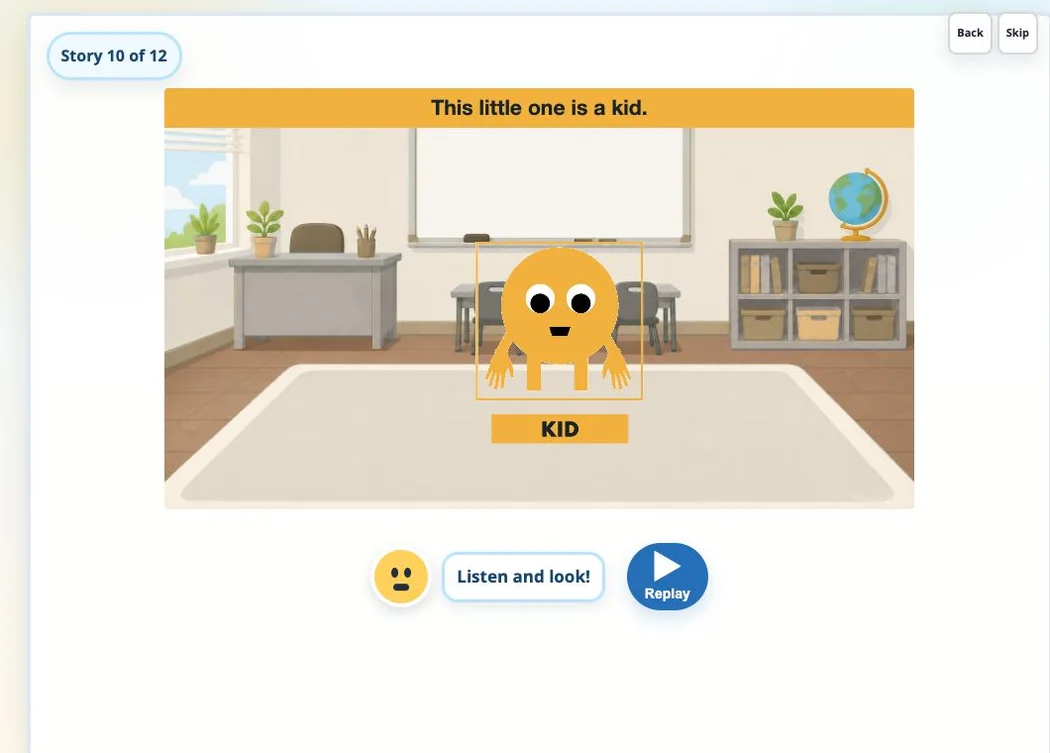 Back
Skip
Story 10 of 12
This little one is a kid.
KID
Listen and look!
Replay